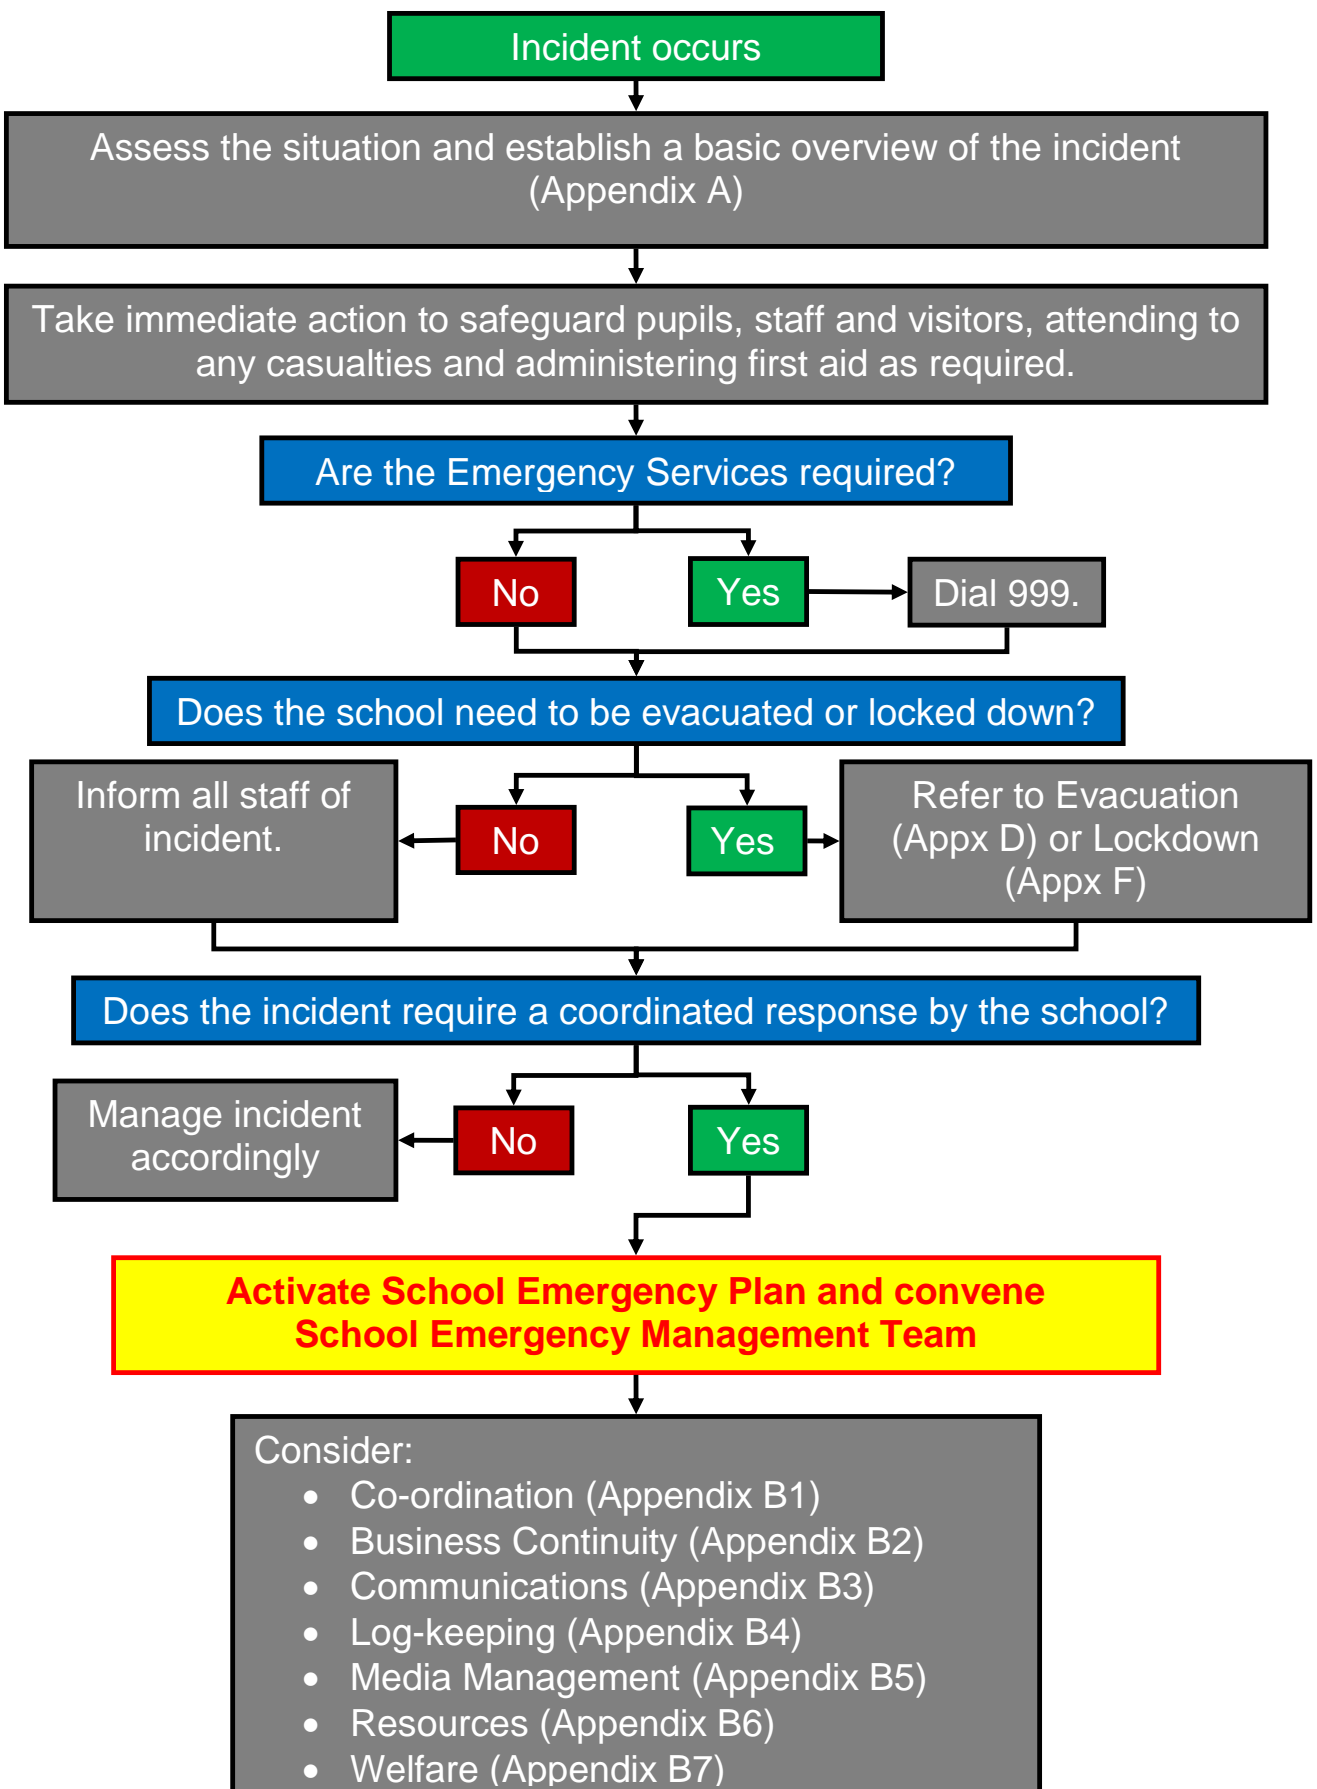 Incident occurs
Assess the situation and establish a basic overview of the incident
(Appendix A)
Take immediate action to safeguard pupils, staff and visitors, attending to
any casualties and administering first aid as required.
Are the Emergency Services required?
No
Yes
Dial 999.
Does the school need to be evacuated or locked down?
Inform all staff of
incident.
No
Yes
Refer to Evacuation
(Appx D) or Lockdown
(Appx F)
Does the incident require a coordinated response by the school?
Manage incident
accordingly
No
Yes
Activate School Emergency Plan and convene
School Emergency Management Team
Consider:
• Co-ordination (Appendix B1)
• Business Continuity (Appendix B2)
• Communications (Appendix B3)
• Log-keeping (Appendix B4)
• Media Management (Appendix B5)
• Resources (Appendix B6)
• Welfare (Appendix B7)